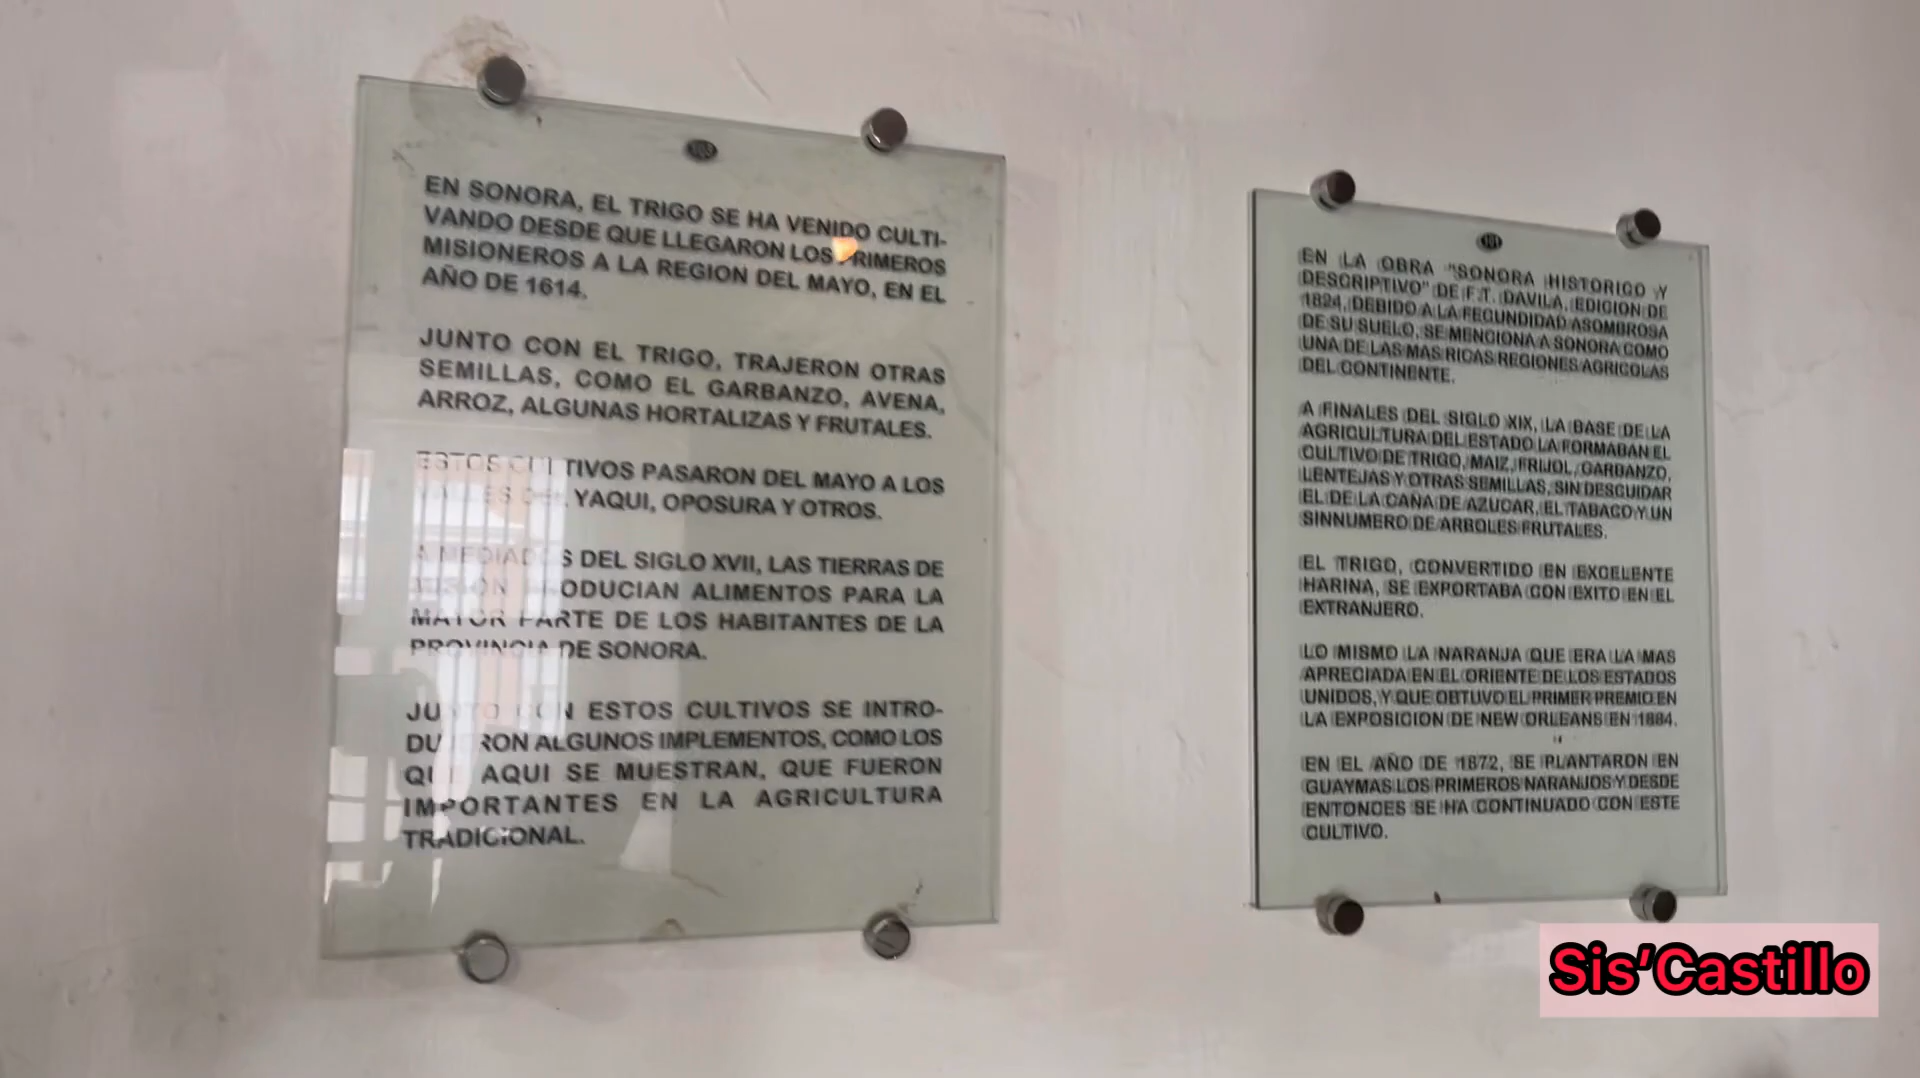 EN SONORA, EL TRIGO SE HA VENIDO CULTI-
VANDO DESDE QUE LLEGARON LOS PRIMEROS
MISIONEROS A LA REGION DEL MAYO, EN EL
AÑO DE 1614.
JUNTO CON EL TRIGO, TRAJERON OTRAS
SEMILLAS, COMO EL GARBANZO, AVENA,
ARROZ, ALGUNAS HORTALIZAS Y FRUTALES.
ESTOS CULTIVOS PASARON DEL MAYO A LOS
VALLES DEL YAQUI, OPOSURA Y OTROS.
A MEDIADOS DEL SIGLO XVII, LAS TIERRAS DE
MISION PRODUCIAN ALIMENTOS PARA LA
MAYOR PARTE DE LOS HABITANTES DE LA
PROVINCIA DE SONORA.
JUNTO CON ESTOS CULTIVOS SE INTRO-
DUJERON ALGUNOS IMPLEMENTOS, COMO LOS
QUE AQUI SE MUESTRAN, QUE FUERON
IMPORTANTES EN LA AGRICULTURA
TRADICIONAL.
161
EN LA OBRA "SONORA HISTORICO Y
DESCRIPTIVO" DE F.T. DAVILA, EDICION DE
1824, DEBIDO A LA FECUNDIDAD ASOMBROSA
DE SU SUELO, SE MENCIONA A SONORA COMO
UNA DE LAS MAS RICAS REGIONES AGRICOLAS
DEL CONTINENTE.
A FINALES DEL SIGLO XIX, LA BASE DE LA
AGRICULTURA DEL ESTADO LA FORMABAN EL
CULTIVO DE TRIGO, MAIZ, FRIJOL, GARBANZO,
LENTEJAS Y OTRAS SEMILLAS, SIN DESCUIDAR
EL DE LA CAÑA DE AZUCAR, EL TABACO Y UN
SINNUMERO DE ARBOLES FRUTALES.
EL TRIGO, CONVERTIDO EN EXCELENTE
HARINA, SE EXPORTABA CON EXITO EN EL
EXTRANJERO.
LO MISMO LA NARANJA QUE ERA LA MAS
APRECIADA EN EL ORIENTE DE LOS ESTADOS
UNIDOS, Y QUE OBTUVO EL PRIMER PREMIO EN
LA EXPOSICION DE NEW ORLEANS EN 1884.
EN EL AÑO DE 1872, SE PLANTARON EN
GUAYMAS LOS PRIMEROS NARANJOS Y DESDE
ENTONCES SE HA CONTINUADO CON ESTE
CULTIVO.
Sis'Castillo